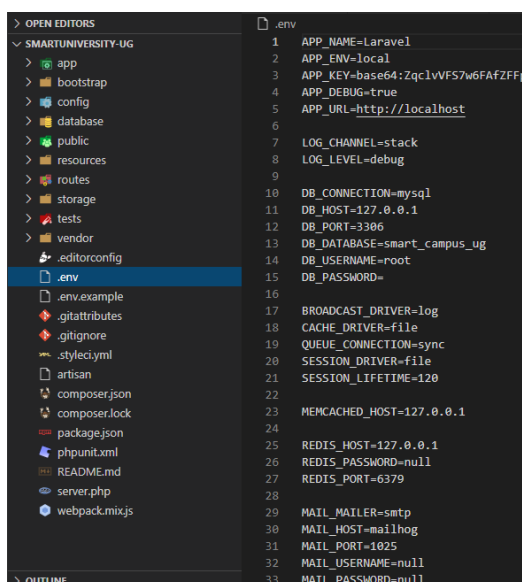 OPEN EDITORS
SMARTUNIVERSITY-UG
app
bootstrap
config
database
public
resources
routes
storage
tests
vendor
.editorconfig
.env
.env.example
.gitattributes
.gitignore
.styleci.yml
artisan
composer.json
composer.lock
package.json
phpunit.xml
README.md
server.php
webpack.mix.js
OUTLINE
.env
1 APP_NAME=Laravel
2 APP_ENV=local
3 APP_KEY=base64:ZqclvVFS7w6FAfZFFp
4 APP_DEBUG=true
5 APP_URL=http://localhost
6
7 LOG_CHANNEL=stack
8 LOG_LEVEL=debug
9
10 DB_CONNECTION=mysql
11 DB_HOST=127.0.0.1
12 DB_PORT=3306
13 DB_DATABASE=smart_campus_ug
14 DB_USERNAME=root
15 DB_PASSWORD=
16
17 BROADCAST_DRIVER=log
18 CACHE_DRIVER=file
19 QUEUE_CONNECTION=sync
20 SESSION_DRIVER=file
21 SESSION_LIFETIME=120
22
23 MEMCACHED_HOST=127.0.0.1
24
25 REDIS_HOST=127.0.0.1
26 REDIS_PASSWORD=null
27 REDIS_PORT=6379
28
29 MAIL_MAILER=smtp
30 MAIL_HOST=mailhog
31 MAIL_PORT=1025
32 MAIL_USERNAME=null
33 MAIL_PASSWORD=null